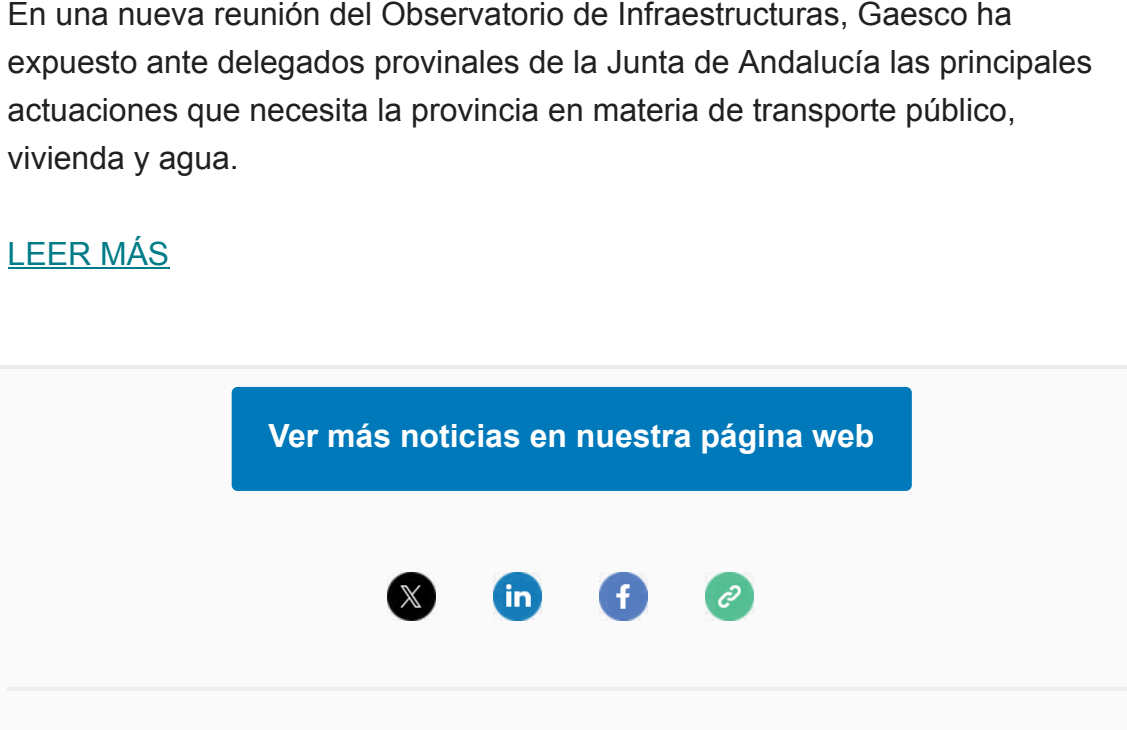 En una nueva reunión del Observatorio de Infraestructuras, Gaesco ha
expuesto ante delegados provinales de la Junta de Andalucía las principales
actuaciones que necesita la provincia en materia de transporte público,
vivienda y agua.
LEER MÁS
Ver más noticias en nuestra página web